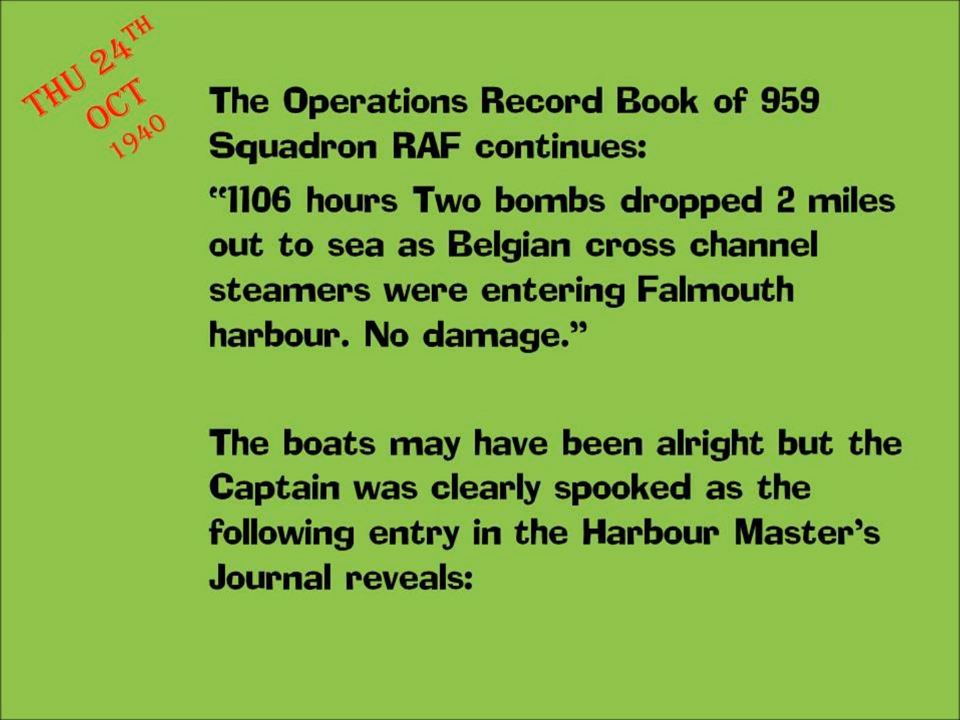 THU 24TH
OCT
1940
The Operations Record Book of 959
Squadron RAF continues:
“1106 hours Two bombs dropped 2 miles
out to sea as Belgian cross channel
steamers were entering Falmouth
harbour. No damage.”
The boats may have been alright but the
Captain was clearly spooked as the
following entry in the Harbour Master’s
Journal reveals: